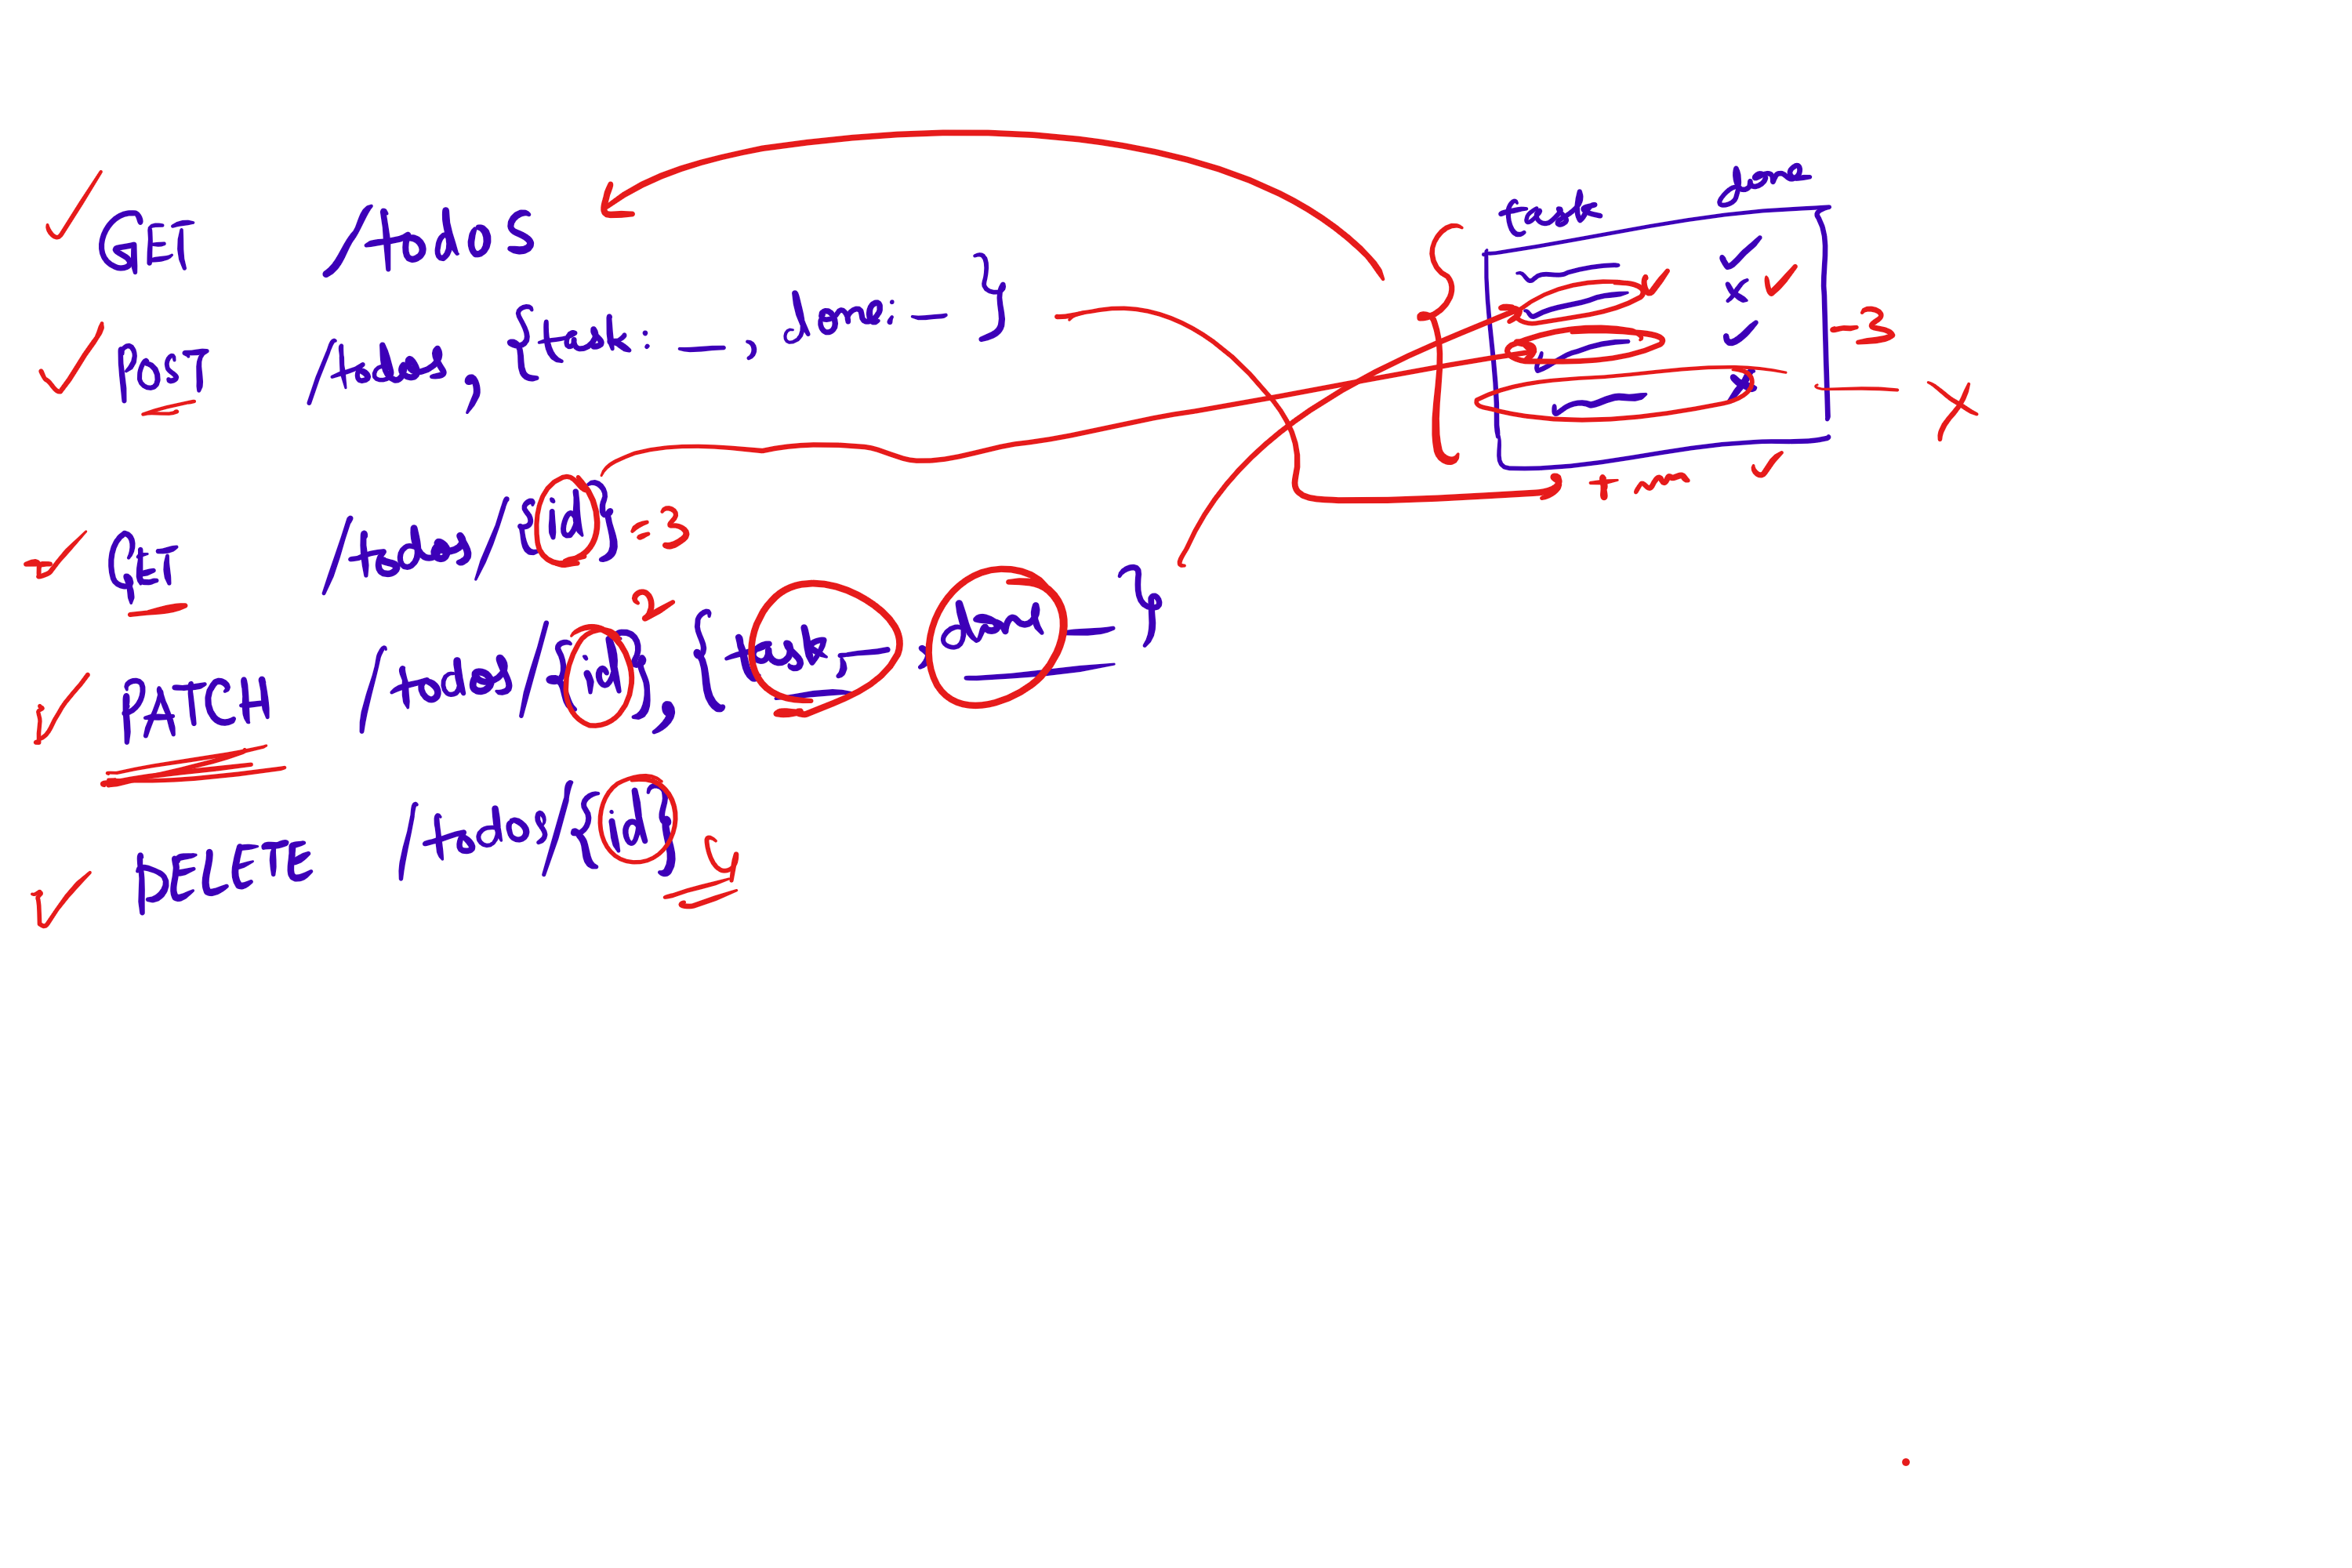 task done
GET /todos
POST /todos, {task: __, done: _}
- 3
GET /todos/{id} = 3
2
PATCH /todos/{id}, {task, _, done _}
DELETE /todos/{id}
4